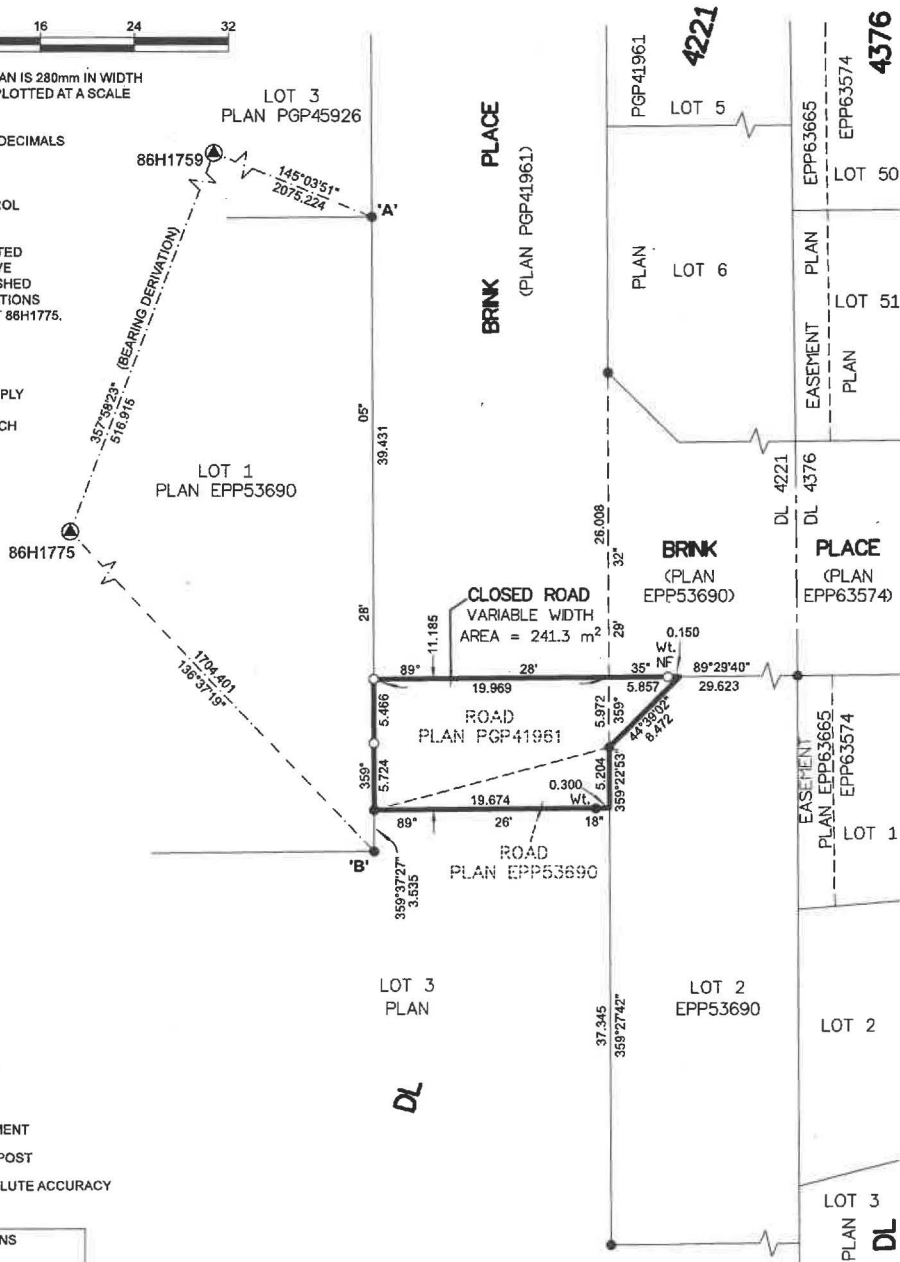 16 24 32
AN IS 280mm IN WIDTH
PLOTTED AT A SCALE
DECIMALS
ROL
TED
VE
SHED
TIONS
86H1775.
PLY
CH
LOT 3
PLAN PGP45926
86H1759
145°03'51"
2075.224
'A'
357°58'23" (BEARING DERIVATION)
516.915
LOT 1
PLAN EPP53690
86H1775
1704.401
136°37'19"
'B'
BRINK PLACE
(PLAN PGP41961)
05"
39.431
28'
PLAN PGP41961
4221
LOT 5
LOT 6
EPP63665
EPP63574
4376
LOT 50
LOT 51
EASEMENT PLAN
PLAN
DL 4221
DL 4376
26.008
32"
29'
BRINK
(PLAN
EPP53690)
PLACE
(PLAN
EPP63574)
CLOSED ROAD
VARIABLE WIDTH
AREA = 241.3 m²
11.185
0.150
Wt.
NF
89° 28' 35"
89°29'40"
19.969
5.857
29.623
5.466
ROAD
PLAN PGP41961
5.972
359°
44°39'02"
8.472
359°
5.724
5.204
359°22'53"
0.300
Wt.
19.674
89° 26' 18"
359°37'27"
3.535
ROAD
PLAN EPP53690
EASEMENT
PLAN EPP63665
EPP63574
LOT 1
LOT 3
PLAN
37.345
359°27'42"
LOT 2
EPP53690
LOT 2
DL
MENT
POST
LUTE ACCURACY
NS
LOT 3
PLAN
DL